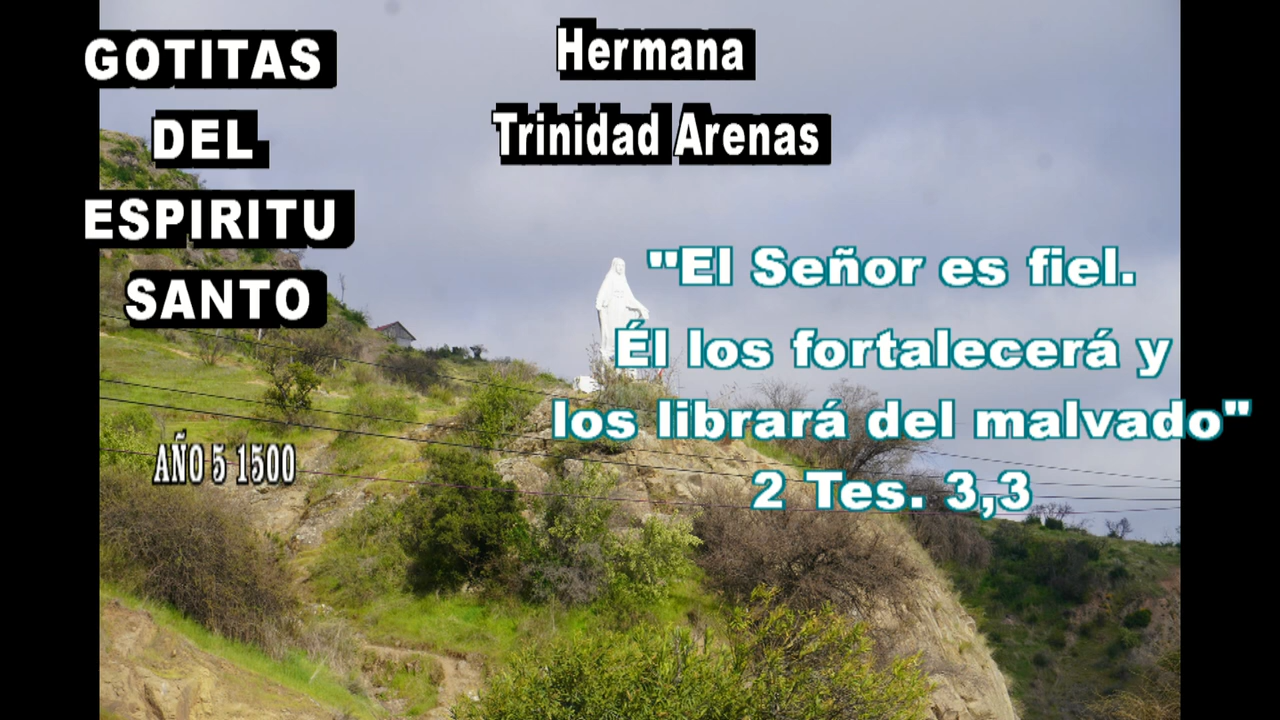 GOTITAS
DEL
ESPIRITU
SANTO
Hermana
Trinidad Arenas
"El Señor es fiel.
Él los fortalecerá y
los librará del malvado"
2 Tes. 3,3
AÑO 5 1500